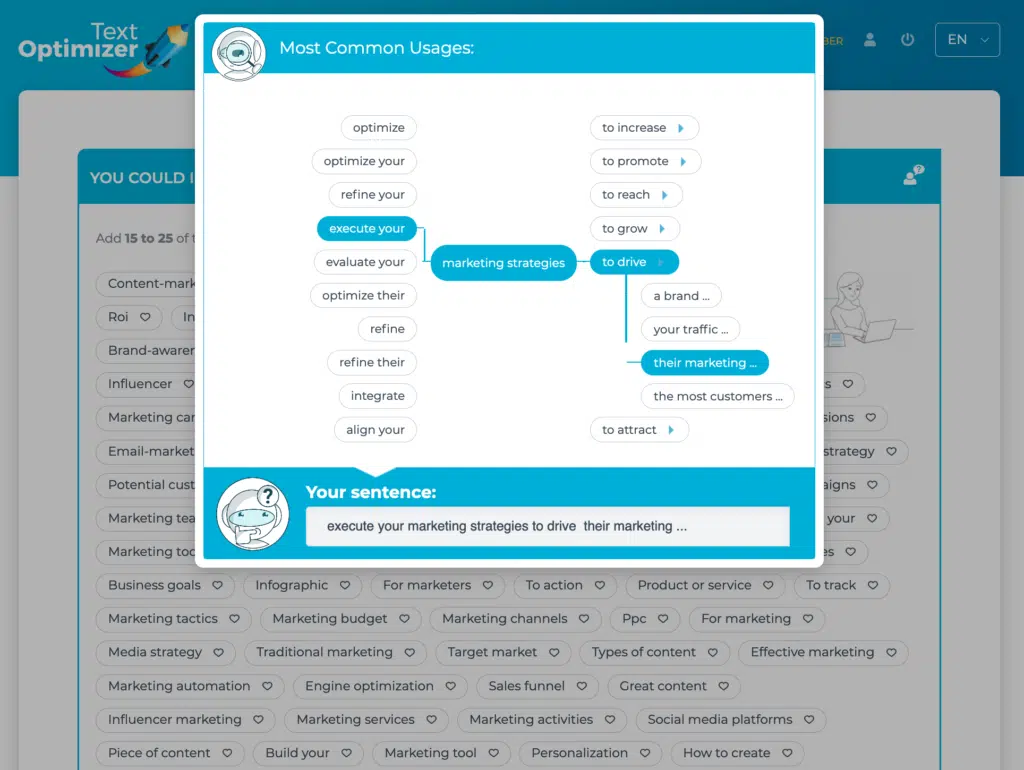 Text
Optimizer
Most Common Usages:
BER
EN
optimize
optimize your
refine your
execute your
evaluate your
optimize their
refine
refine their
integrate
align your
marketing strategies
to increase
to promote
to reach
to grow
to drive
a brand ...
your traffic ...
their marketing ...
the most customers ...
to attract
Your sentence:
execute your marketing strategies to drive their marketing ...
?
YOU COULD I
Add 15 to 25 of t
Content-mark
Roi In
Brand-awarer
Influencer s
Marketing car sions
Email-market strategy
Potential cust aigns
Marketing tea your
Marketing too es
Business goals Infographic For marketers To action Product or service To track
Marketing tactics Marketing budget Marketing channels Ppc For marketing
Media strategy Traditional marketing Target market Types of content Effective marketing
Marketing automation Engine optimization Sales funnel Great content
Influencer marketing Marketing services Marketing activities Social media platforms
Piece of content Build your Marketing tool Personalization How to create